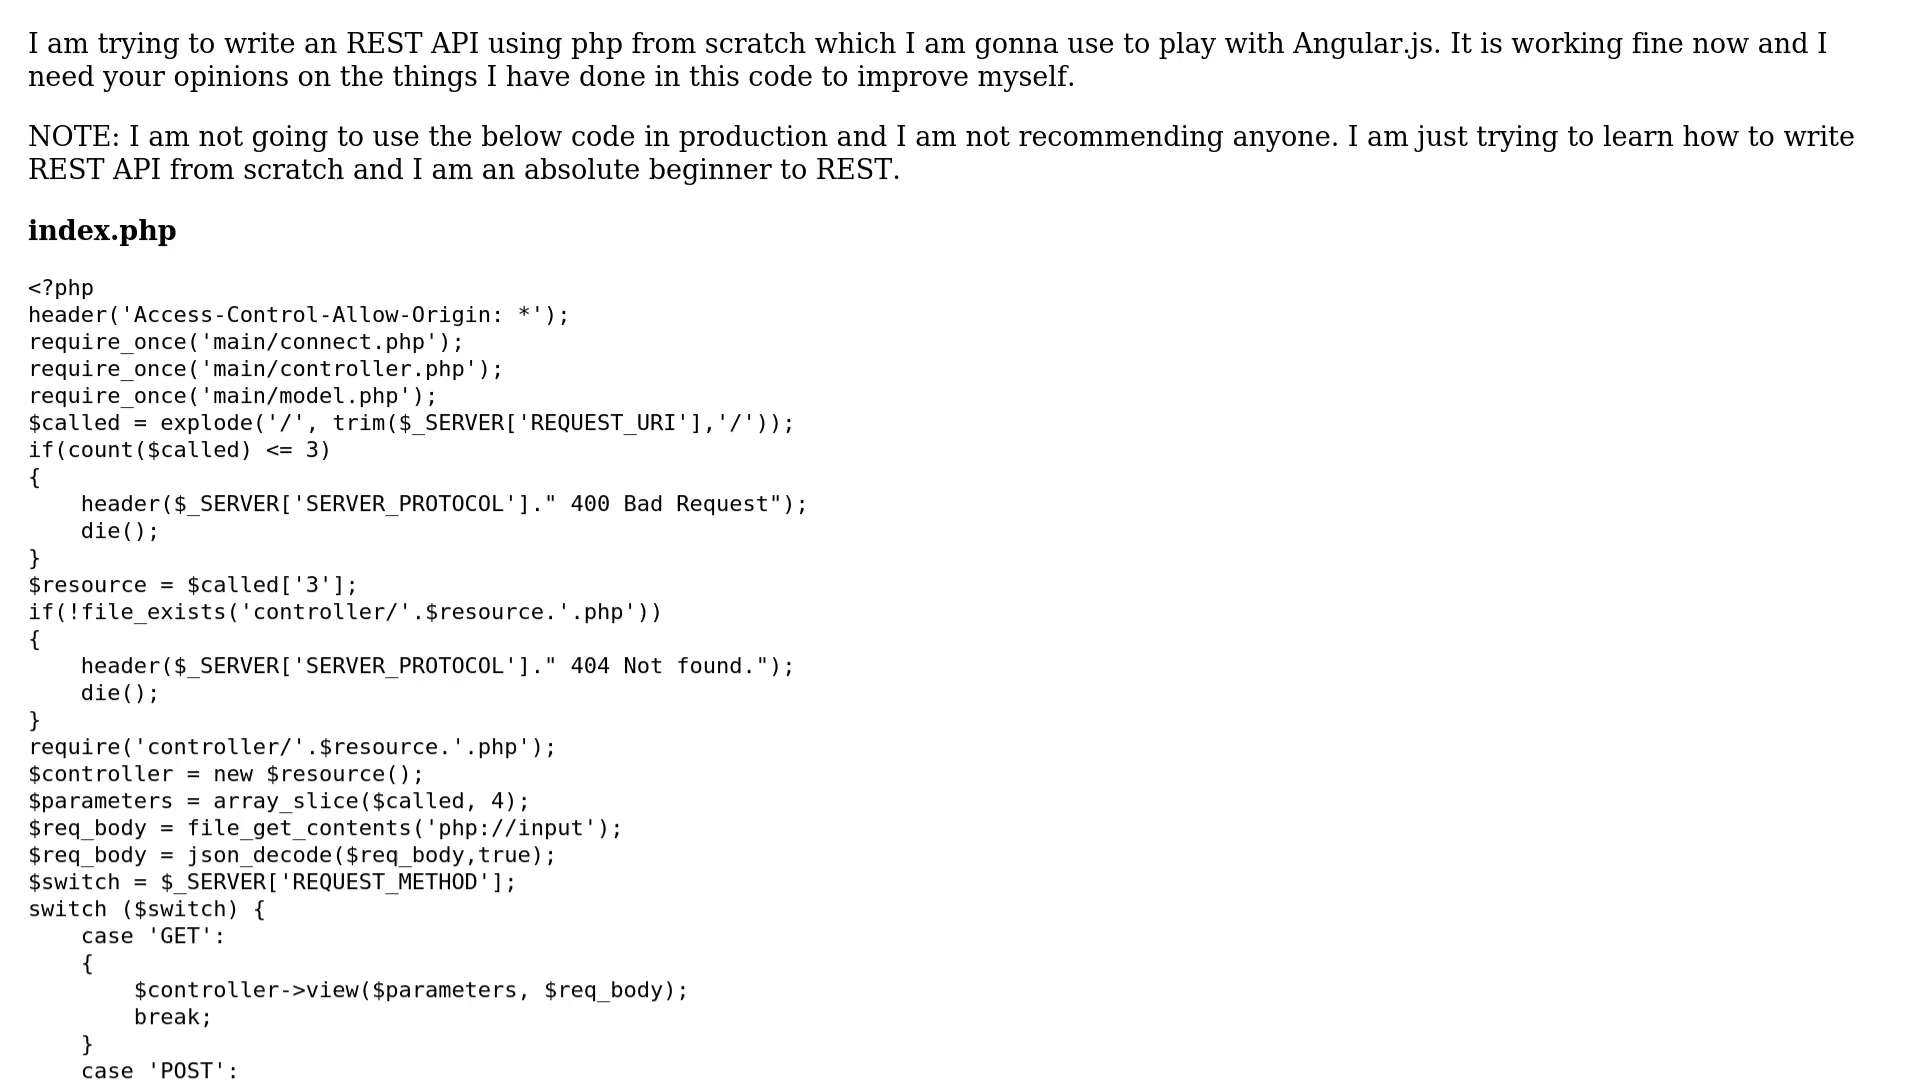 I am trying to write an REST API using php from scratch which I am gonna use to play with Angular.js. It is working fine now and I
need your opinions on the things I have done in this code to improve myself.
NOTE: I am not going to use the below code in production and I am not recommending anyone. I am just trying to learn how to write
REST API from scratch and I am an absolute beginner to REST.
index.php
<?php
header('Access-Control-Allow-Origin: *');
require_once('main/connect.php');
require_once('main/controller.php');
require_once('main/model.php');
$called = explode('/', trim($_SERVER['REQUEST_URI'],'/'));
if(count($called) <= 3)
{
    header($_SERVER['SERVER_PROTOCOL']." 400 Bad Request");
    die();
}
$resource = $called['3'];
if(!file_exists('controller/'.$resource.'.php'))
{
    header($_SERVER['SERVER_PROTOCOL']." 404 Not found.");
    die();
}
require('controller/'.$resource.'.php');
$controller = new $resource();
$parameters = array_slice($called, 4);
$req_body = file_get_contents('php://input');
$req_body = json_decode($req_body,true);
$switch = $_SERVER['REQUEST_METHOD'];
switch ($switch) {
    case 'GET':
    {
        $controller->view($parameters, $req_body);
        break;
    }
    case 'POST':